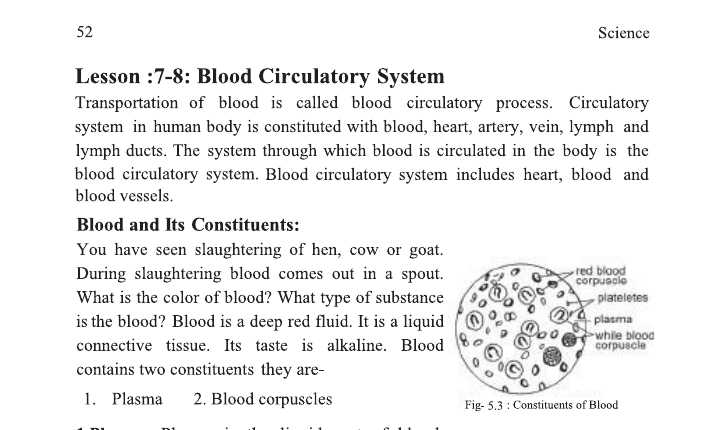 52
Science
Lesson :7-8: Blood Circulatory System
Transportation of blood is called blood circulatory process. Circulatory
system in human body is constituted with blood, heart, artery, vein, lymph and
lymph ducts. The system through which blood is circulated in the body is the
blood circulatory system. Blood circulatory system includes heart, blood and
blood vessels.
Blood and Its Constituents:
You have seen slaughtering of hen, cow or goat.
During slaughtering blood comes out in a spout.
What is the color of blood? What type of substance
is the blood? Blood is a deep red fluid. It is a liquid
connective tissue. Its taste is alkaline. Blood
contains two constituents they are-
1. Plasma 2. Blood corpuscles
red blood
corpuscle
plateletes
plasma
while blood
corpuscle
Fig- 5.3 : Constituents of Blood